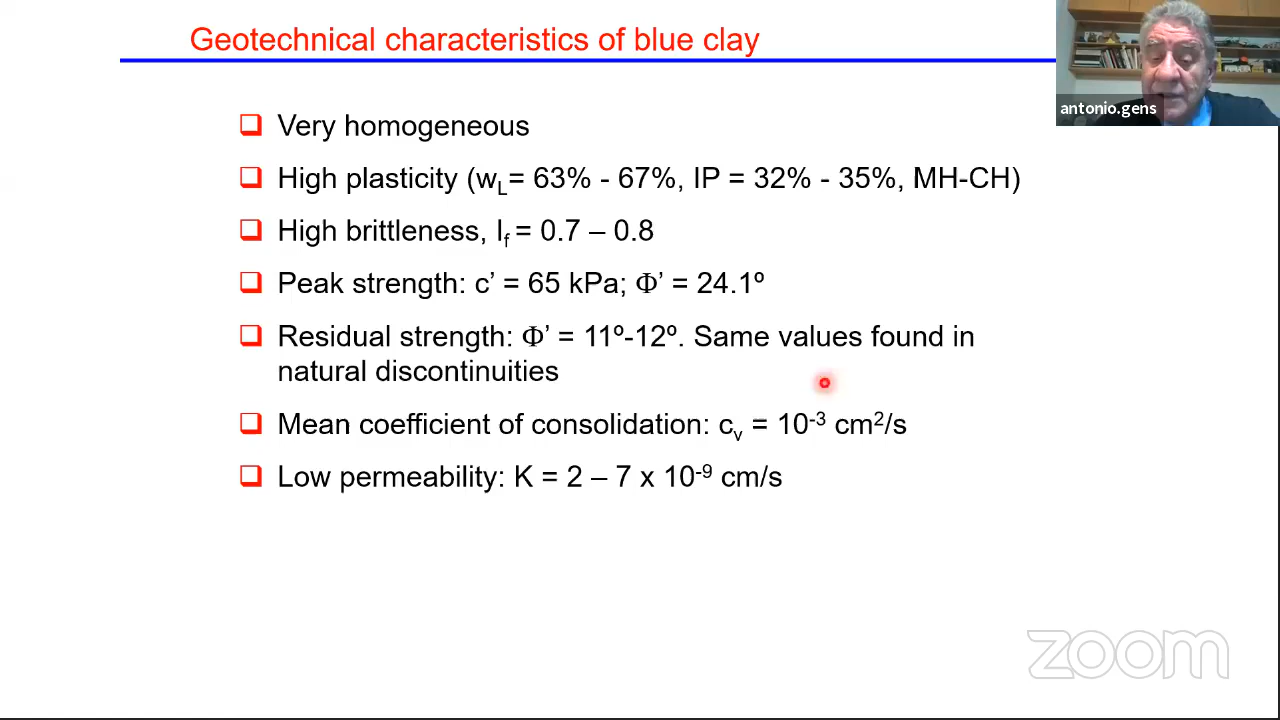 Geotechnical characteristics of blue clay
antonio.gens
❑ Very homogeneous
❑ High plasticity (wL= 63% - 67%, IP = 32% - 35%, MH-CH)
❑ High brittleness, If = 0.7 – 0.8
❑ Peak strength: c’ = 65 kPa; Φ’ = 24.1º
❑ Residual strength: Φ’ = 11º-12º. Same values found in
natural discontinuities
❑ Mean coefficient of consolidation: cv = 10-3 cm2/s
❑ Low permeability: K = 2 – 7 x 10-9 cm/s
zoom